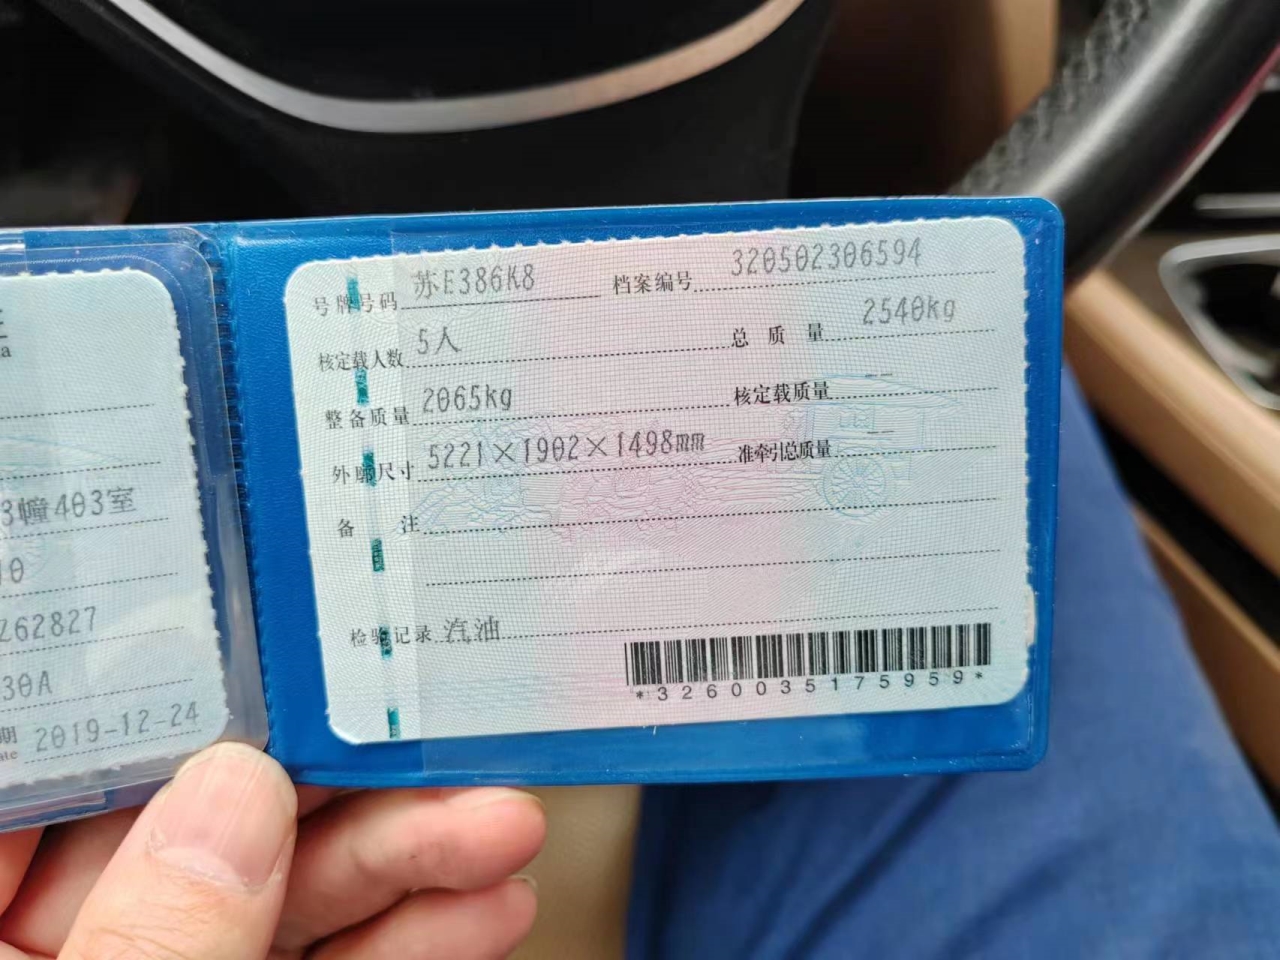 a
3幢403室
Z62827
30A
期 2019-12-24
ate
号牌号码 苏E386K8 档案编号 320502306594
核定载人数 5人 总质量 2540kg
整备质量 2065kg 核定载质量 --
外廓尺寸 5221×1902×1498mm 准牵引总质量 --
备注
检验记录 汽油
*3260035175959*